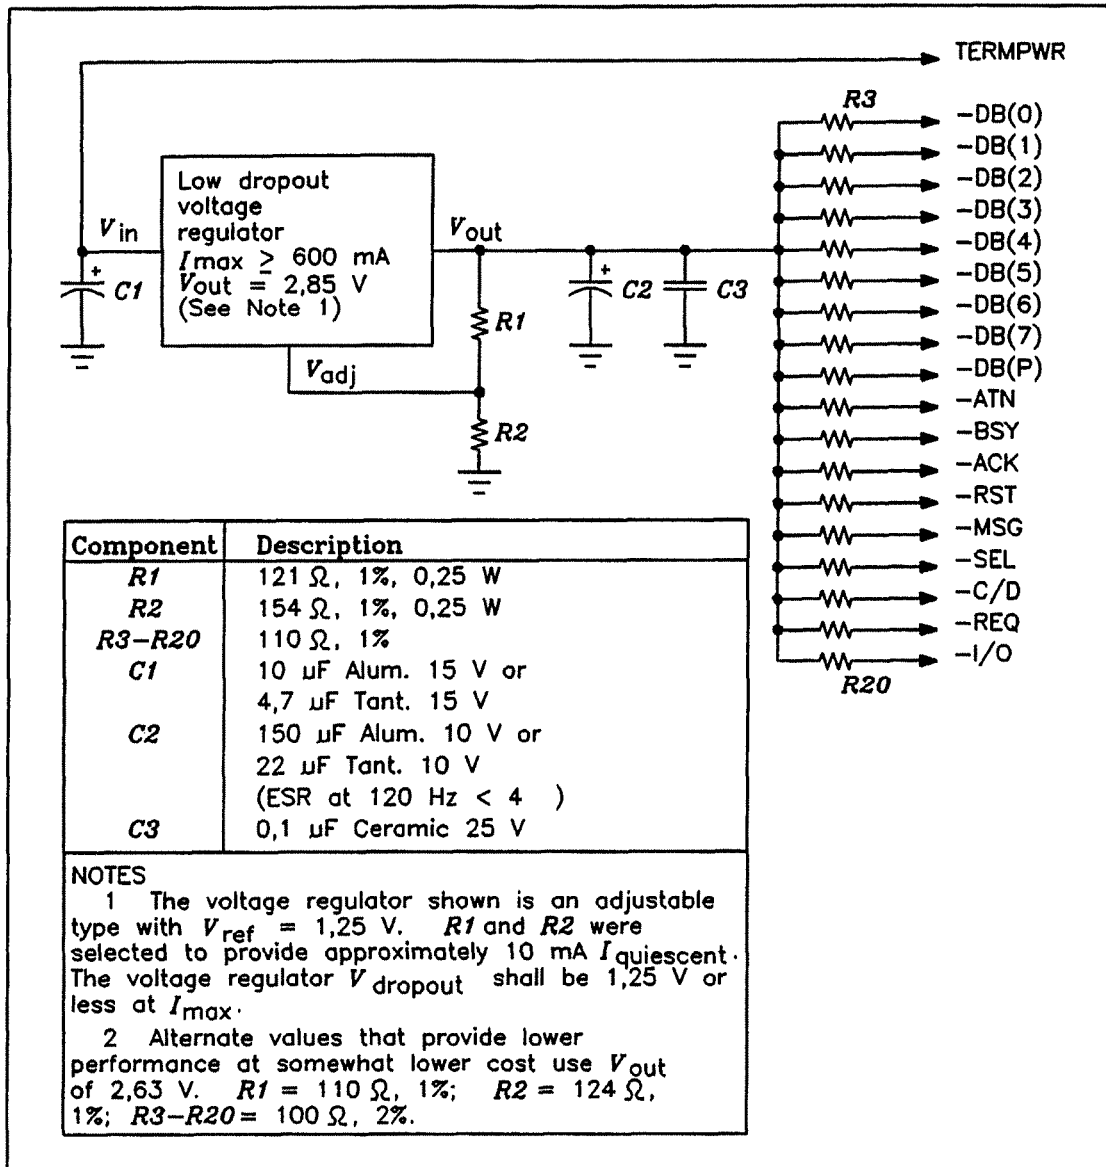 TERMPWR
R3
-DB(0)
-DB(1)
-DB(2)
-DB(3)
-DB(4)
-DB(5)
-DB(6)
-DB(7)
-DB(P)
-ATN
-BSY
-ACK
-RST
-MSG
-SEL
-C/D
-REQ
-I/O
R20
Vin
Low dropout
voltage
regulator
Imax ≥ 600 mA
Vout = 2,85 V
(See Note 1)
Vout
+
C1
R1
+
C2
C3
Vadj
R2
Component Description
R1 121 Ω, 1%, 0,25 W
R2 154 Ω, 1%, 0,25 W
R3-R20 110 Ω, 1%
C1 10 µF Alum. 15 V or
4,7 µF Tant. 15 V
C2 150 µF Alum. 10 V or
22 µF Tant. 10 V
(ESR at 120 Hz < 4 )
C3 0,1 µF Ceramic 25 V
NOTES
1 The voltage regulator shown is an adjustable
type with Vref = 1,25 V. R1 and R2 were
selected to provide approximately 10 mA Iquiescent.
The voltage regulator Vdropout shall be 1,25 V or
less at Imax.
2 Alternate values that provide lower
performance at somewhat lower cost use Vout
of 2,63 V. R1 = 110 Ω, 1%; R2 = 124 Ω,
1%; R3-R20 = 100 Ω, 2%.